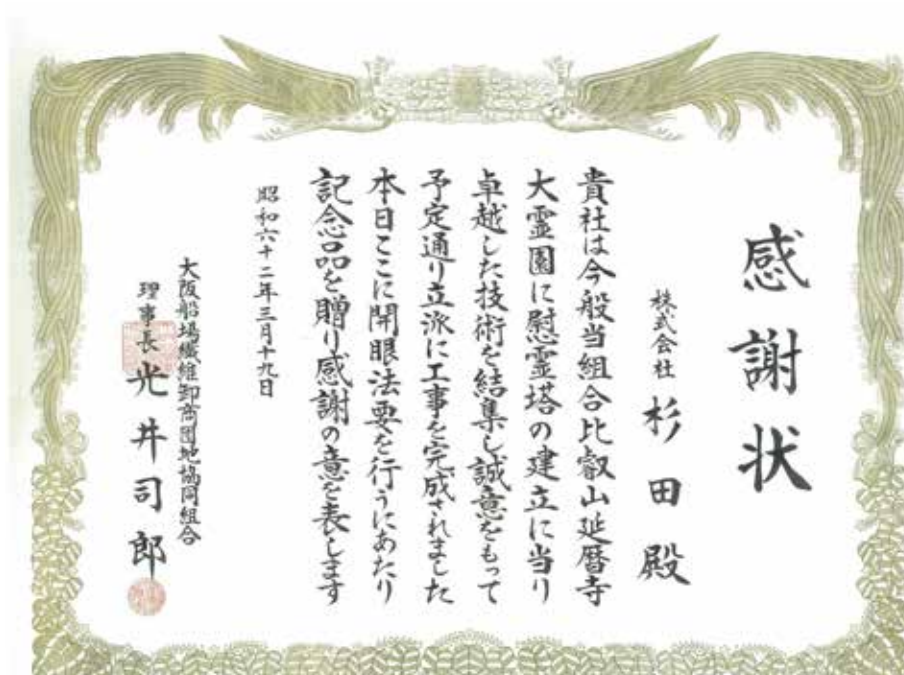 感謝状
株式会社 杉田殿
貴社は今般当組合比叡山延暦寺
大霊園に慰霊塔の建立に当り
卓越した技術を結集し誠意をもって
予定通り立派に工事を完成されました
本日ここに開眼法要を行うにあたり
記念品を贈り感謝の意を表します
昭和六十二年三月十九日
大阪船場繊維卸商団地協同組合
理事長 光井司郎